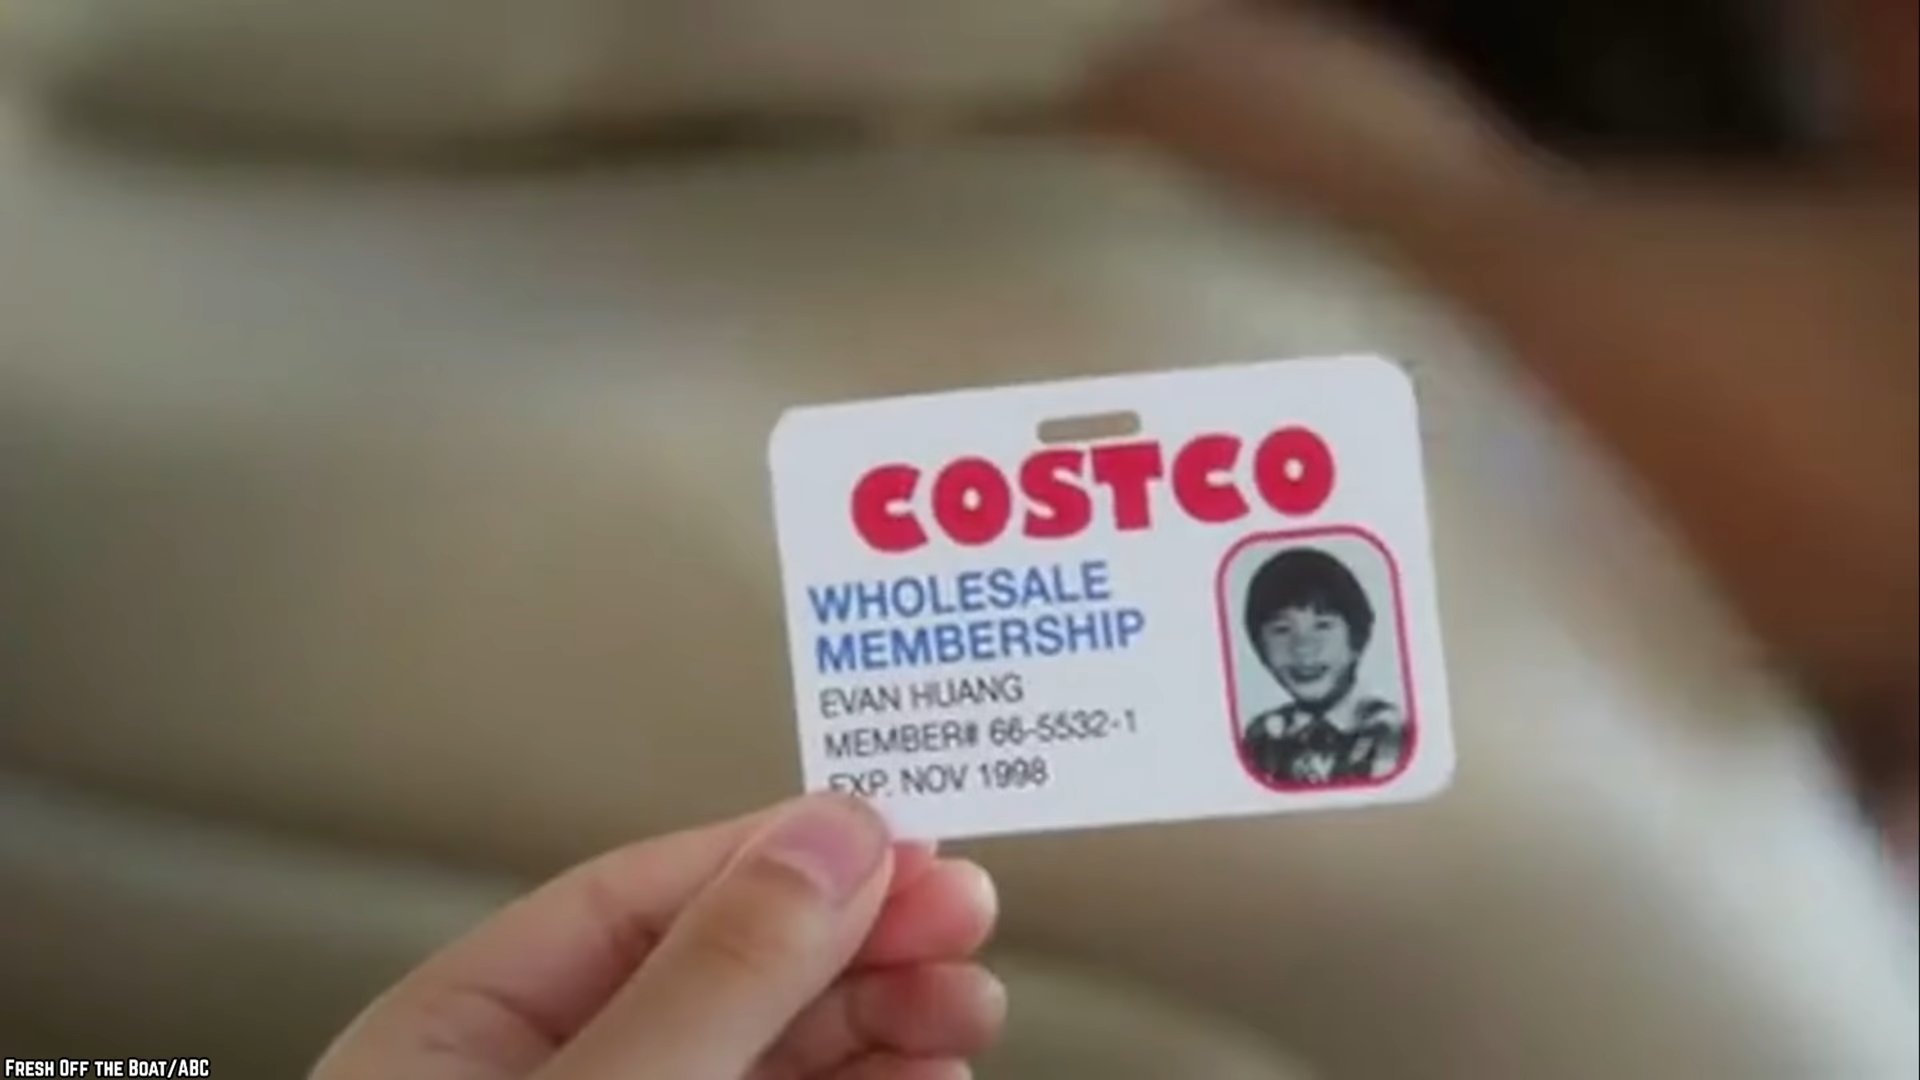 COSTCO
WHOLESALE
MEMBERSHIP
EVAN HUANG
MEMBER# 66-5532-1
EXP. NOV 1998
FRESH OFF THE BOAT/ABC